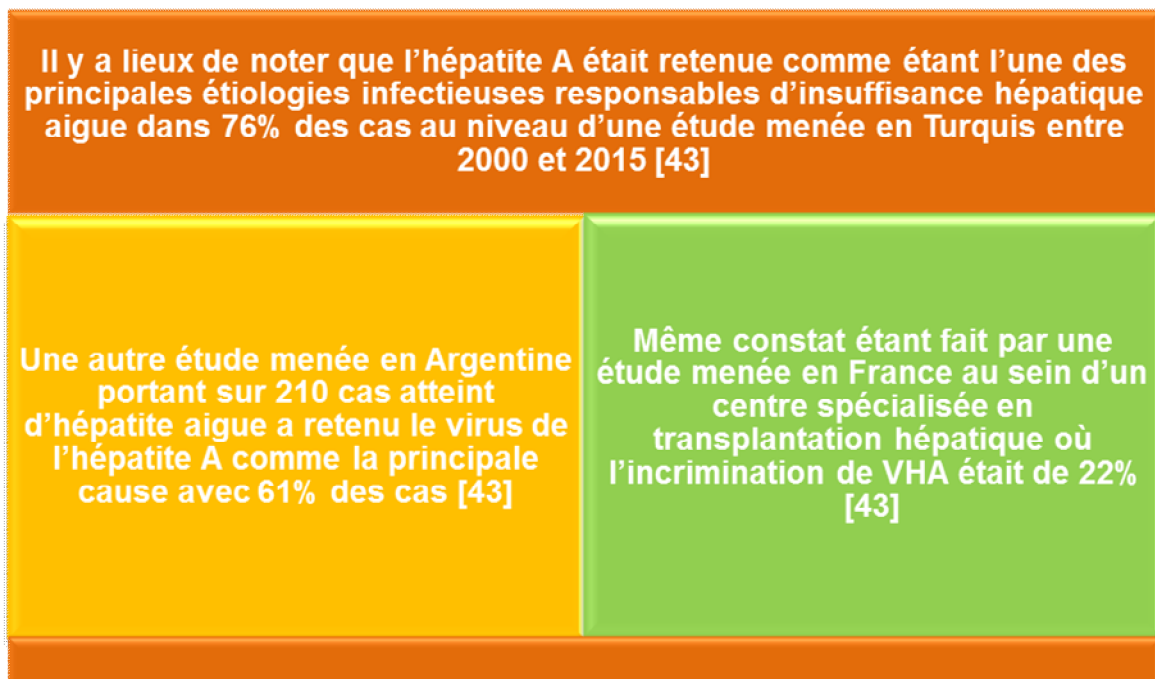 Il y a lieux de noter que l’hépatite A était retenue comme étant l’une des
principales étiologies infectieuses responsables d’insuffisance hépatique
aigue dans 76% des cas au niveau d’une étude menée en Turquis entre
2000 et 2015 [43]
Une autre étude menée en Argentine
portant sur 210 cas atteint
d’hépatite aigue a retenu le virus de
l’hépatite A comme la principale
cause avec 61% des cas [43]
Même constat étant fait par une
étude menée en France au sein d’un
centre spécialisée en
transplantation hépatique où
l’incrimination de VHA était de 22%
[43]